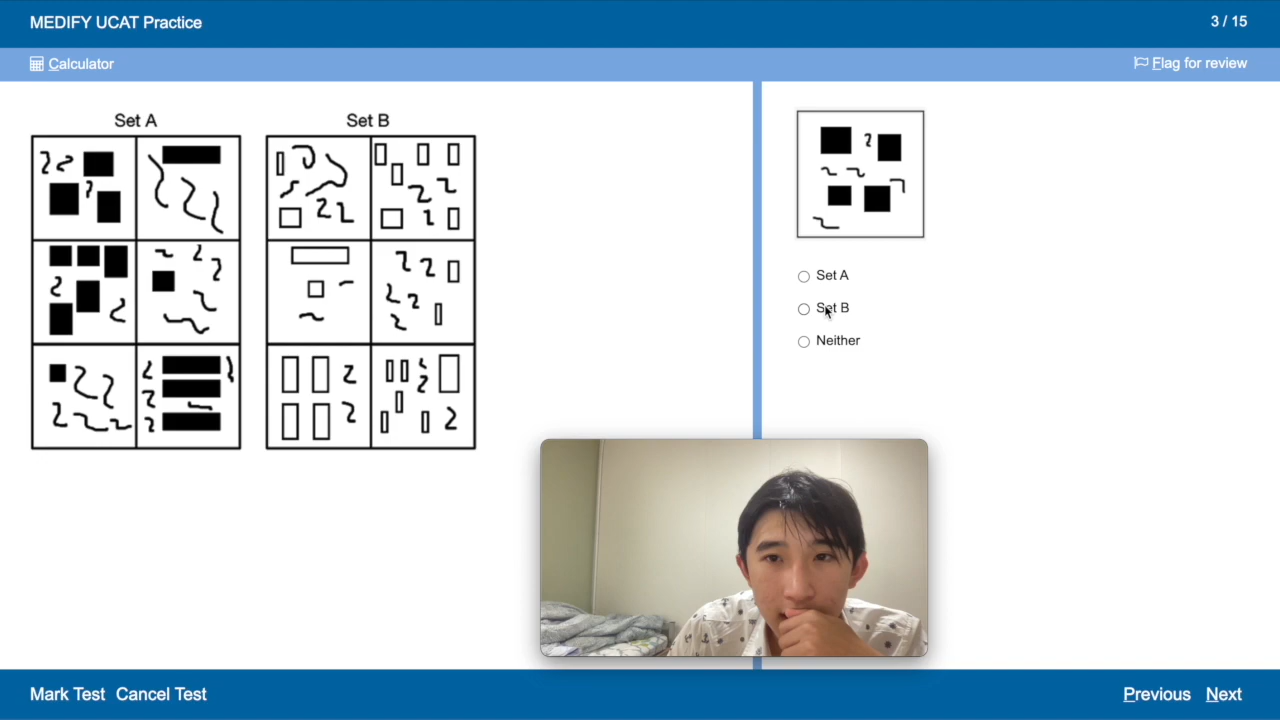 MEDIFY UCAT Practice
3 / 15
Calculator
Flag for review
Set A
Set B
Set A
Set B
Neither
Mark Test
Cancel Test
Previous
Next